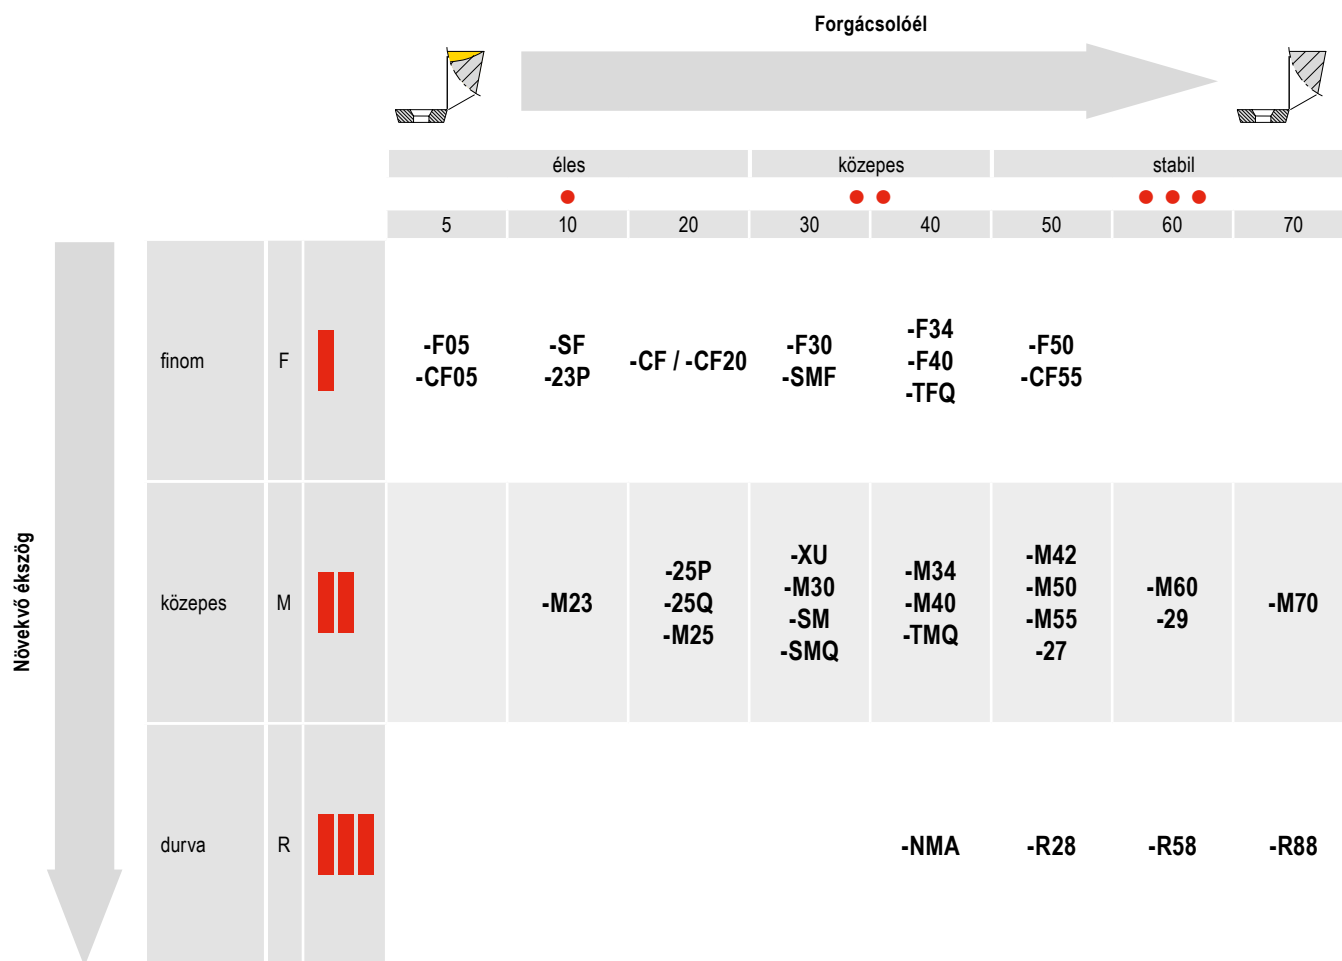 Forgácsolóél
éles közepes stabil
5 10 20 30 40 50 60 70
Növekvő ékszög
finom F
-F05
-CF05
-SF
-23P
-CF / -CF20
-F30
-SMF
-F34
-F40
-TFQ
-F50
-CF55
közepes M
-M23
-25P
-25Q
-M25
-XU
-M30
-SM
-SMQ
-M34
-M40
-TMQ
-M42
-M50
-M55
-27
-M60
-29
-M70
durva R
-NMA
-R28
-R58
-R88